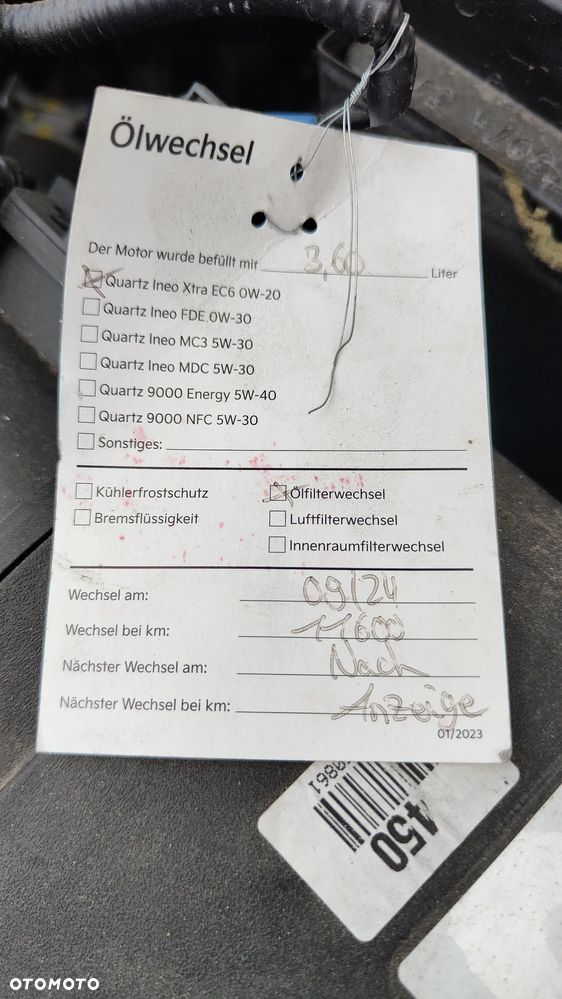 Ölwechsel
Der Motor wurde befüllt mit 3,60 Liter
Quartz Ineo Xtra EC6 0W-20
Quartz Ineo FDE 0W-30
Quartz Ineo MC3 5W-30
Quartz Ineo MDC 5W-30
Quartz 9000 Energy 5W-40
Quartz 9000 NFC 5W-30
Sonstiges:
Kühlerfrostschutz
Ölfilterwechsel
Bremsflüssigkeit
Luftfilterwechsel
Innenraumfilterwechsel
Wechsel am: 09/24
Wechsel bei km: 11600
Nächster Wechsel am: Nach
Nächster Wechsel bei km: Anzeige
01/2023
450
OTOMOTO